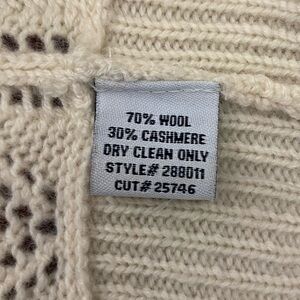 70% WOOL
30% CASHMERE
DRY CLEAN ONLY
STYLE# 288011
CUT# 25746